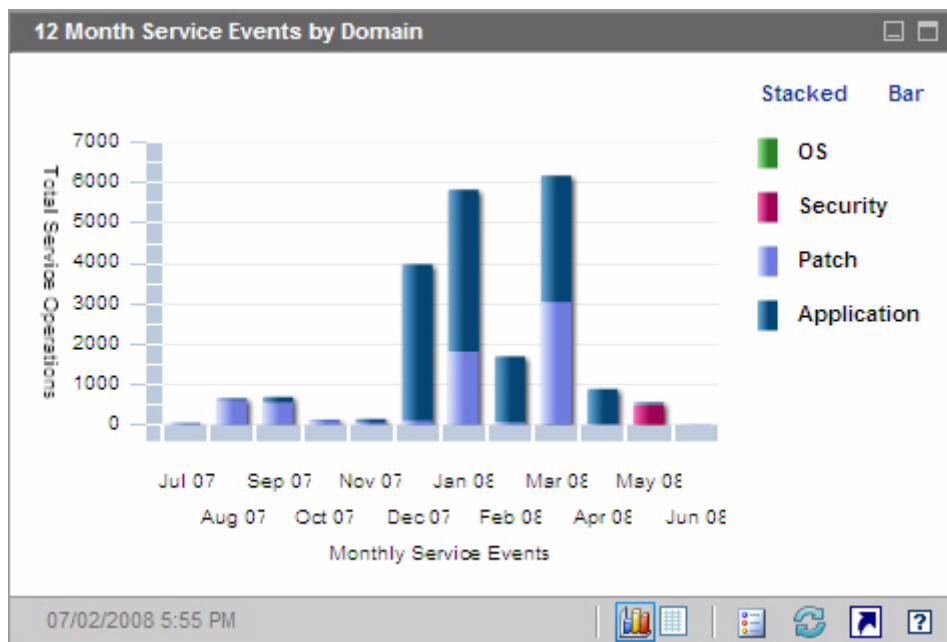 12 Month Service Events by Domain
Stacked Bar
OS
Security
Patch
Application
Total Service Operations
7000
6000
5000
4000
3000
2000
1000
0
Jul 07 Sep 07 Nov 07 Jan 08 Mar 08 May 08
Aug 07 Oct 07 Dec 07 Feb 08 Apr 08 Jun 08
Monthly Service Events
07/02/2008 5:55 PM
?